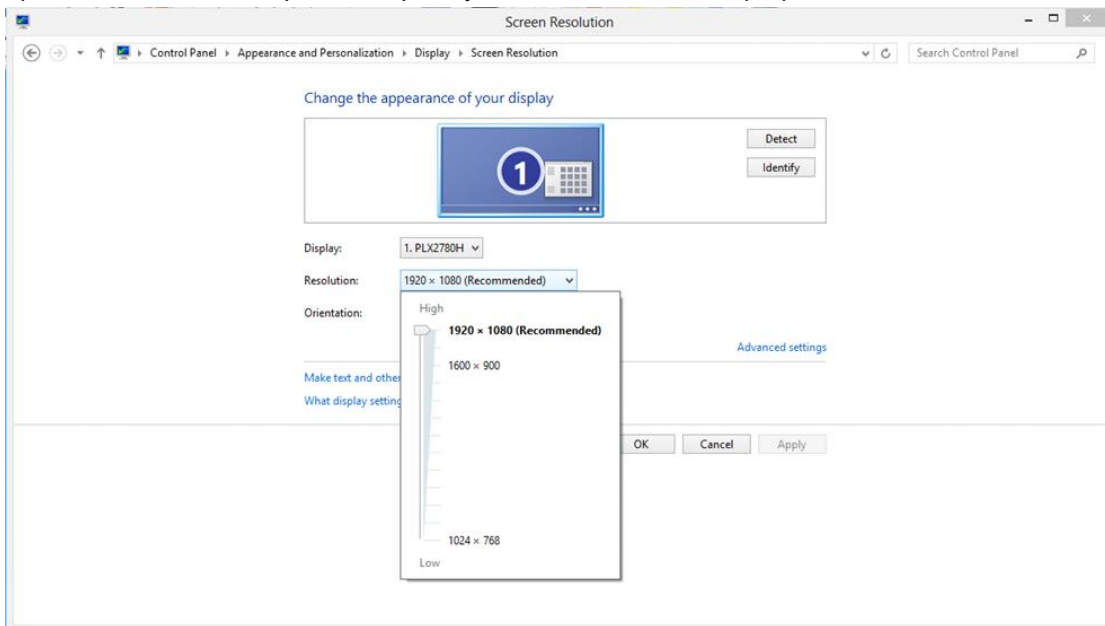 Screen Resolution
Control Panel Appearance and Personalization Display Screen Resolution
Search Control Panel
Change the appearance of your display
1
Detect
Identify
Display: 1. PLX2780H
Resolution: 1920 × 1080 (Recommended)
Orientation:
High
1920 × 1080 (Recommended)
1600 × 900
1024 × 768
Low
Advanced settings
Make text and other
What display setting
OK Cancel Apply